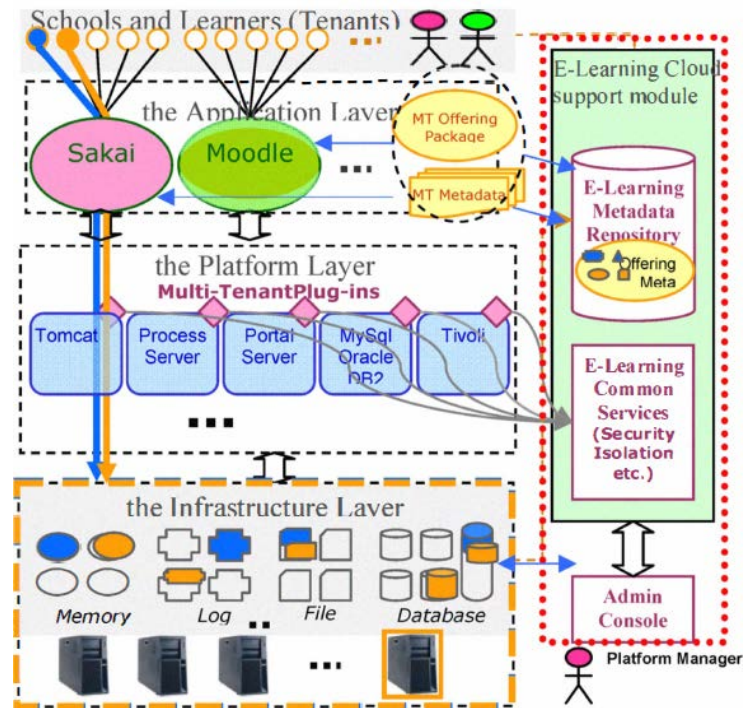 Schools and Learners (Tenants)
E-Learning Cloud
support module
the Application Layer
MT Offering
Package
Sakai
Moodle
MT Metadata
E-Learning
Metadata
Repository
Offering
Meta
the Platform Layer
Multi-TenantPlug-ins
Tomcat
Process
Server
Portal
Server
MySql
Oracle
DB2
Tivoli
E-Learning
Common
Services
(Security
Isolation
etc.)
the Infrastructure Layer
Memory
Log
File
Database
Admin
Console
Platform Manager